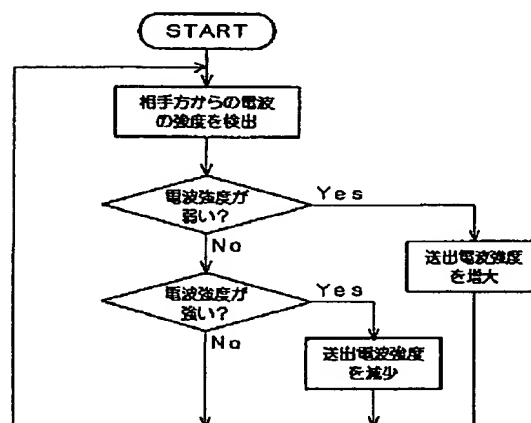 START
相手方からの電波
の強度を検出
電波強度が
弱い?
Yes
No
送出電波強度
を増大
電波強度が
強い?
Yes
No
送出電波強度
を減少